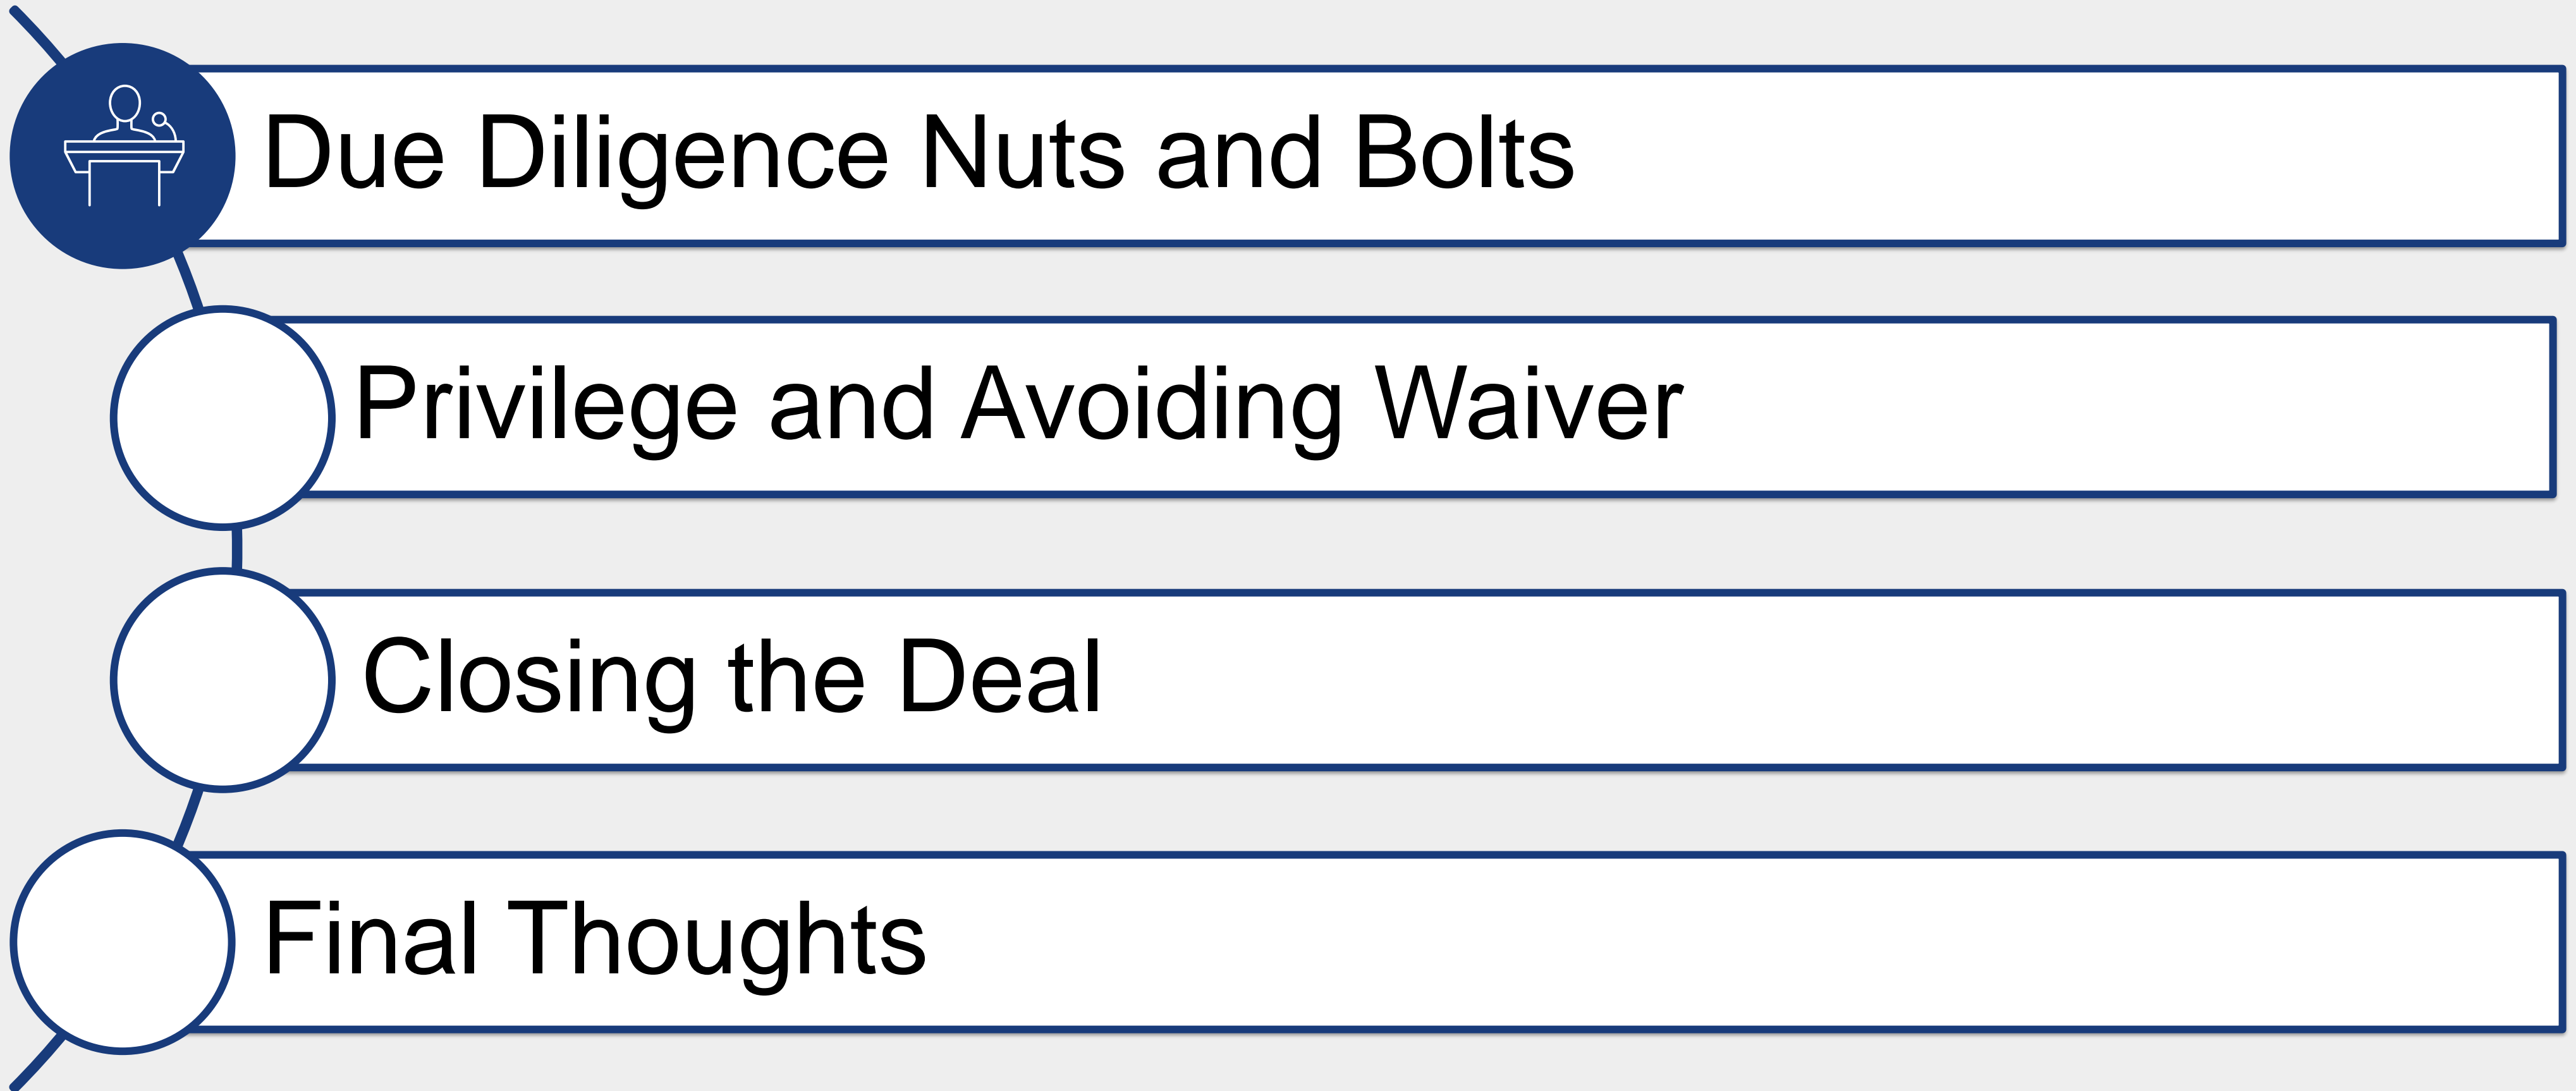 Due Diligence Nuts and Bolts
Privilege and Avoiding Waiver
Closing the Deal
Final Thoughts